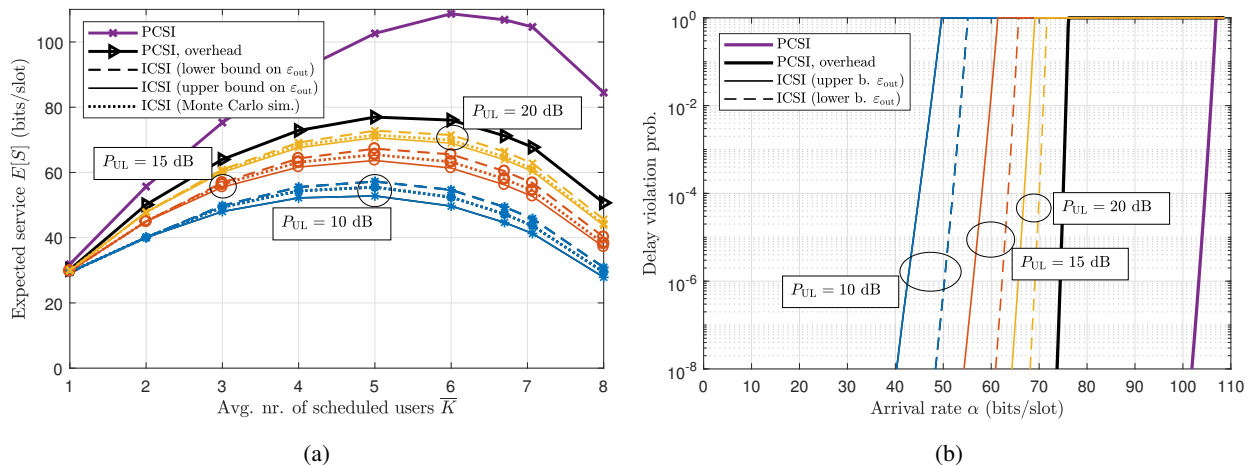 100
80
60
40
20
0
Expected service E[S] (bits/slot)
PCSI
PCSI, overhead
ICSI (lower bound on ε_out)
ICSI (upper bound on ε_out)
ICSI (Monte Carlo sim.)
P_UL = 20 dB
P_UL = 15 dB
P_UL = 10 dB
1 2 3 4 5 6 7 8
Avg. nr. of scheduled users K̅
(a)
10^0
10^-2
10^-4
10^-6
10^-8
Delay violation prob.
PCSI
PCSI, overhead
ICSI (upper b. ε_out)
ICSI (lower b. ε_out)
P_UL = 20 dB
P_UL = 15 dB
P_UL = 10 dB
0 10 20 30 40 50 60 70 80 90 100 110
Arrival rate α (bits/slot)
(b)